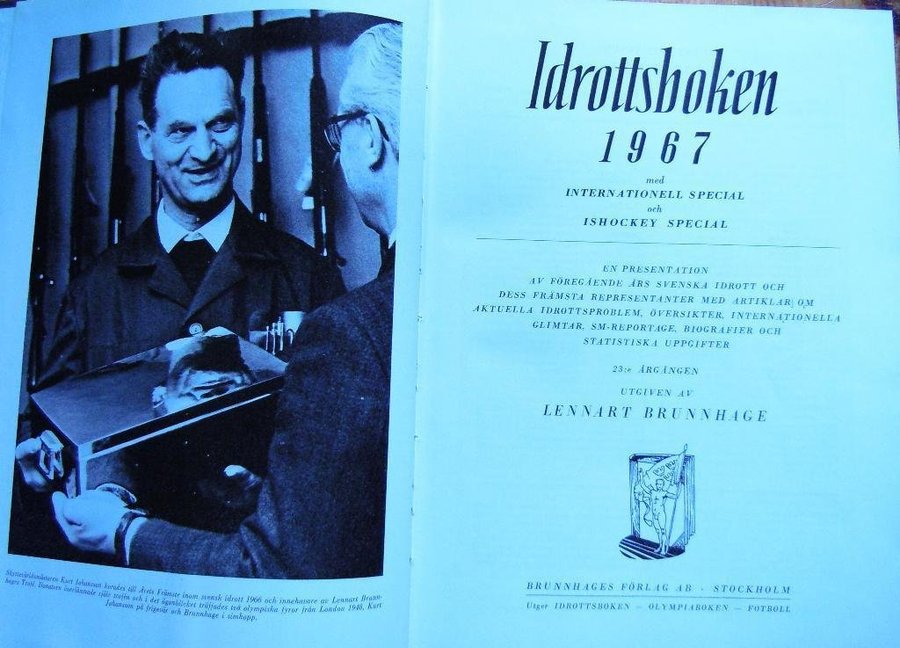 Skyttevärldsmästaren Kurt Johansson korades till Årets Främste inom svensk idrott 1966 och innehavare av Lennart Brunn-
hages Trofé. Donatorn överlämnade själv trofén och i det ögonblicket träffades två olympiska fyror från London 1948, Kurt
Johansson på frigevär och Brunnhage i simhopp.
Idrottsboken
1967
med
INTERNATIONELL SPECIAL
och
ISHOCKEY SPECIAL
EN PRESENTATION
AV FÖREGÅENDE ÅRS SVENSKA IDROTT OCH
DESS FRÄMSTA REPRESENTANTER MED ARTIKLAR OM
AKTUELLA IDROTTSPROBLEM, ÖVERSIKTER, INTERNATIONELLA
GLIMTAR, SM-REPORTAGE, BIOGRAFIER OCH
STATISTISKA UPPGIFTER
23:e ÅRGÅNGEN
UTGIVEN AV
LENNART BRUNNHAGE
BRUNNHAGES FÖRLAG AB · STOCKHOLM
Utger IDROTTSBOKEN — OLYMPIABOKEN — FOTBOLL